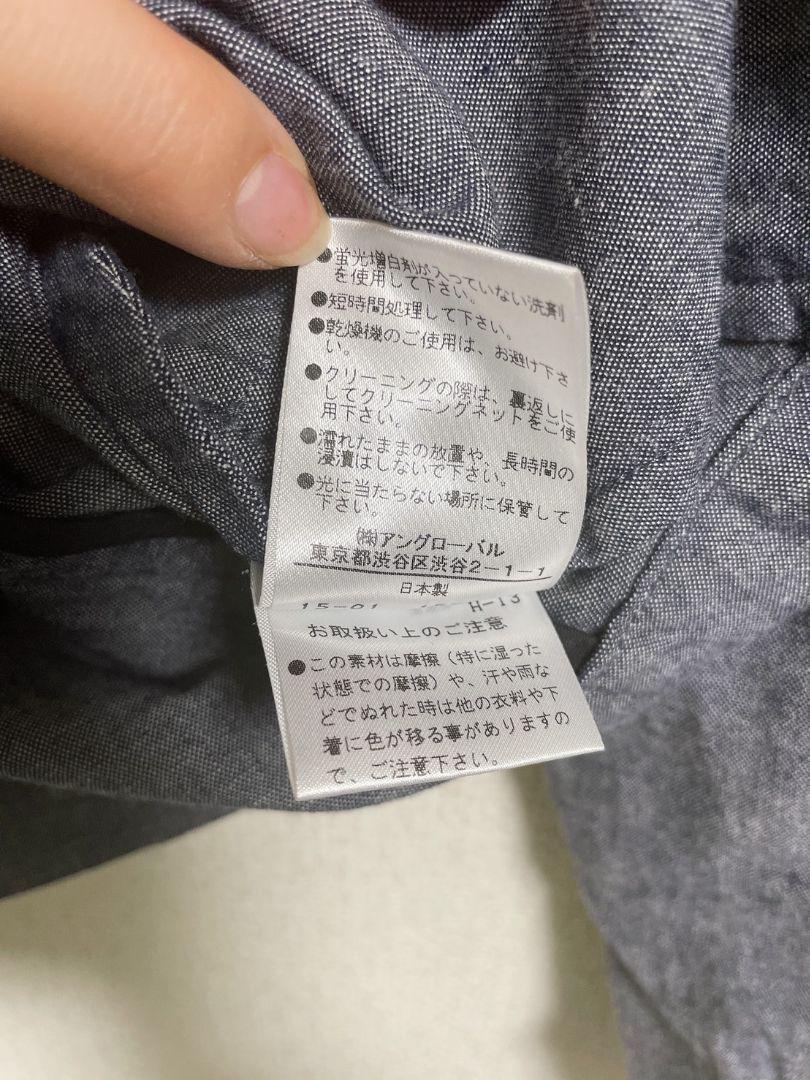 ●蛍光増白剤が入っていない洗剤
を使用して下さい。
●短時間処理して下さい。
●乾燥機のご使用は、お避け下さ
い。
●クリーニングの際は、裏返しに
してクリーニングネットをご使
用下さい。
●濡れたままの放置や、長時間の
浸漬はしないで下さい。
●光に当たらない場所に保管して
下さい。
㈱アングローバル
東京都渋谷区渋谷2-1-1
日本製
H-13
お取扱い上のご注意
●この素材は摩擦(特に湿った
状態での摩擦)や、汗や雨な
どでぬれた時は他の衣料や下
着に色が移る事がありますの
で、ご注意下さい。